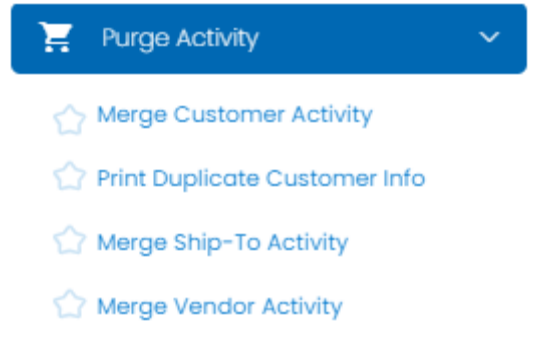 Purge Activity
Merge Customer Activity
Print Duplicate Customer Info
Merge Ship-To Activity
Merge Vendor Activity